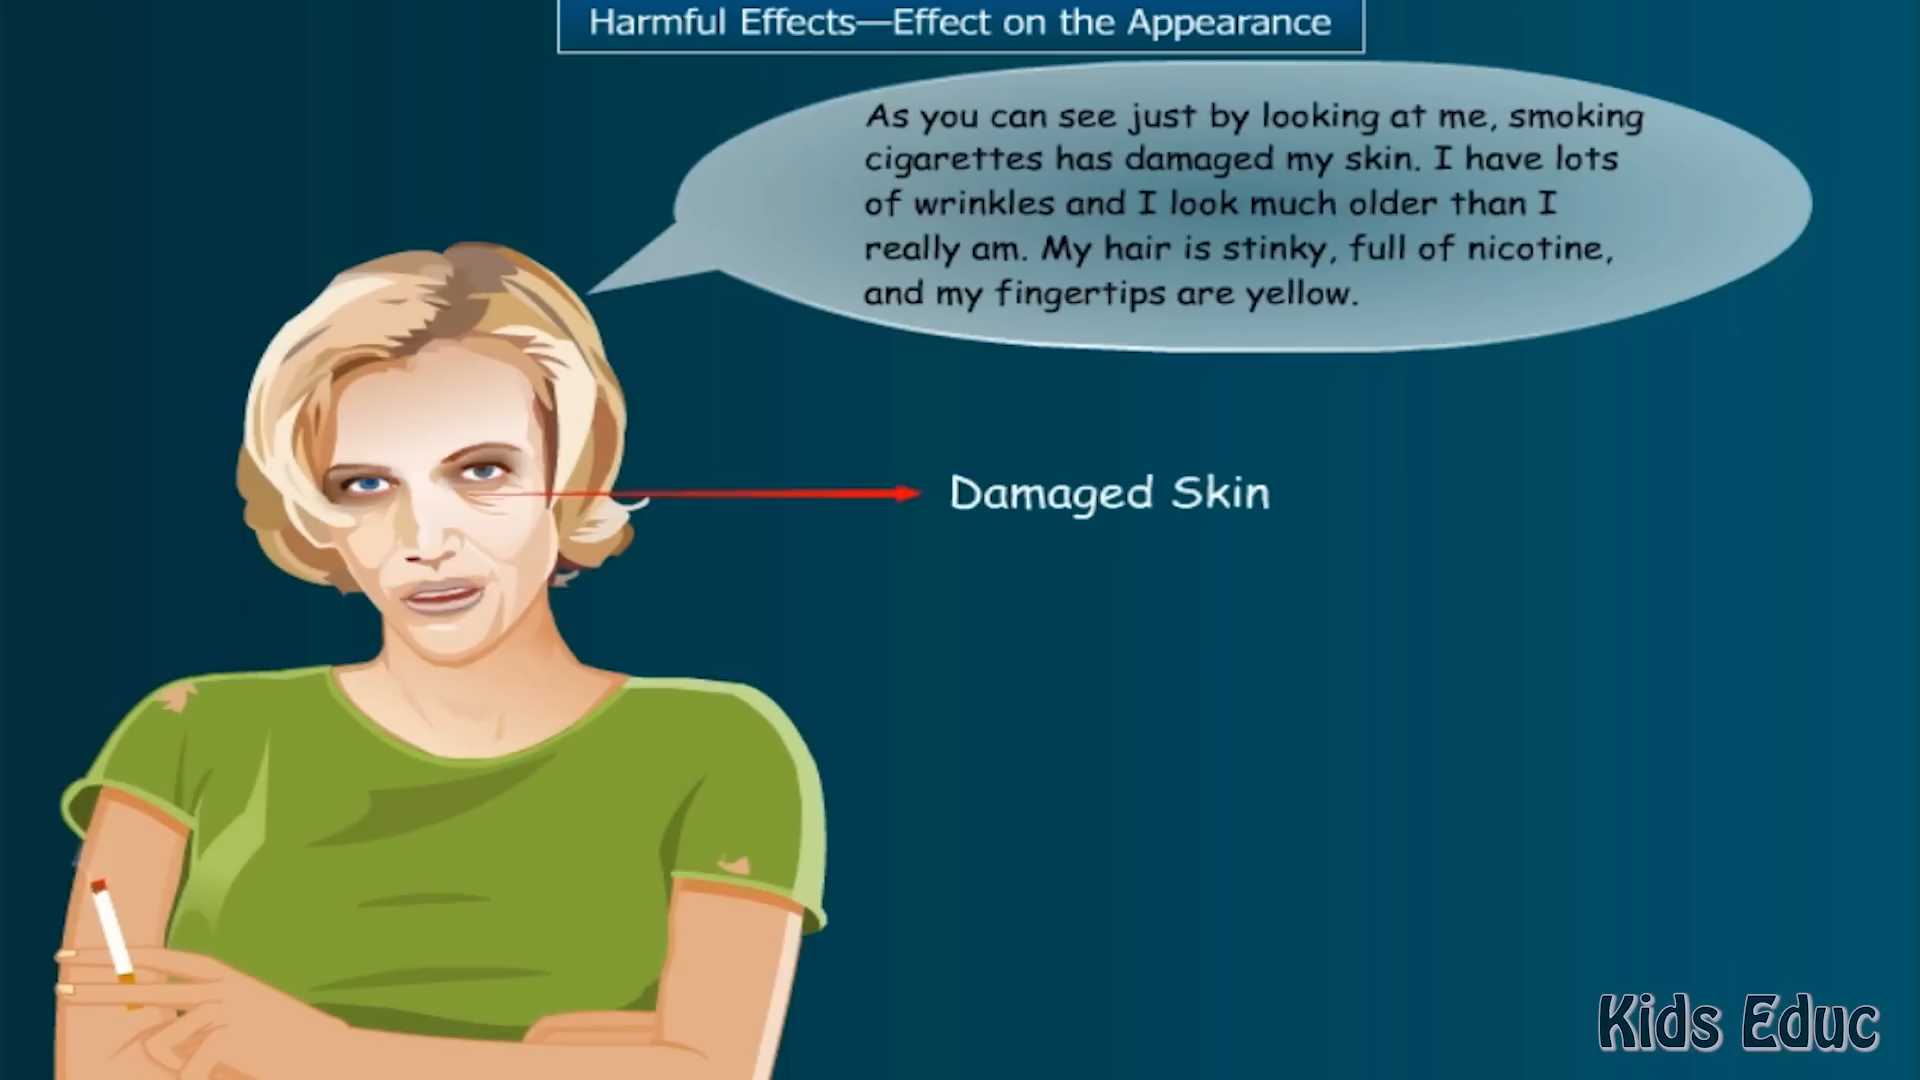 Harmful Effects—Effect on the Appearance
As you can see just by looking at me, smoking
cigarettes has damaged my skin. I have lots
of wrinkles and I look much older than I
really am. My hair is stinky, full of nicotine,
and my fingertips are yellow.
Damaged Skin
Kids Educ